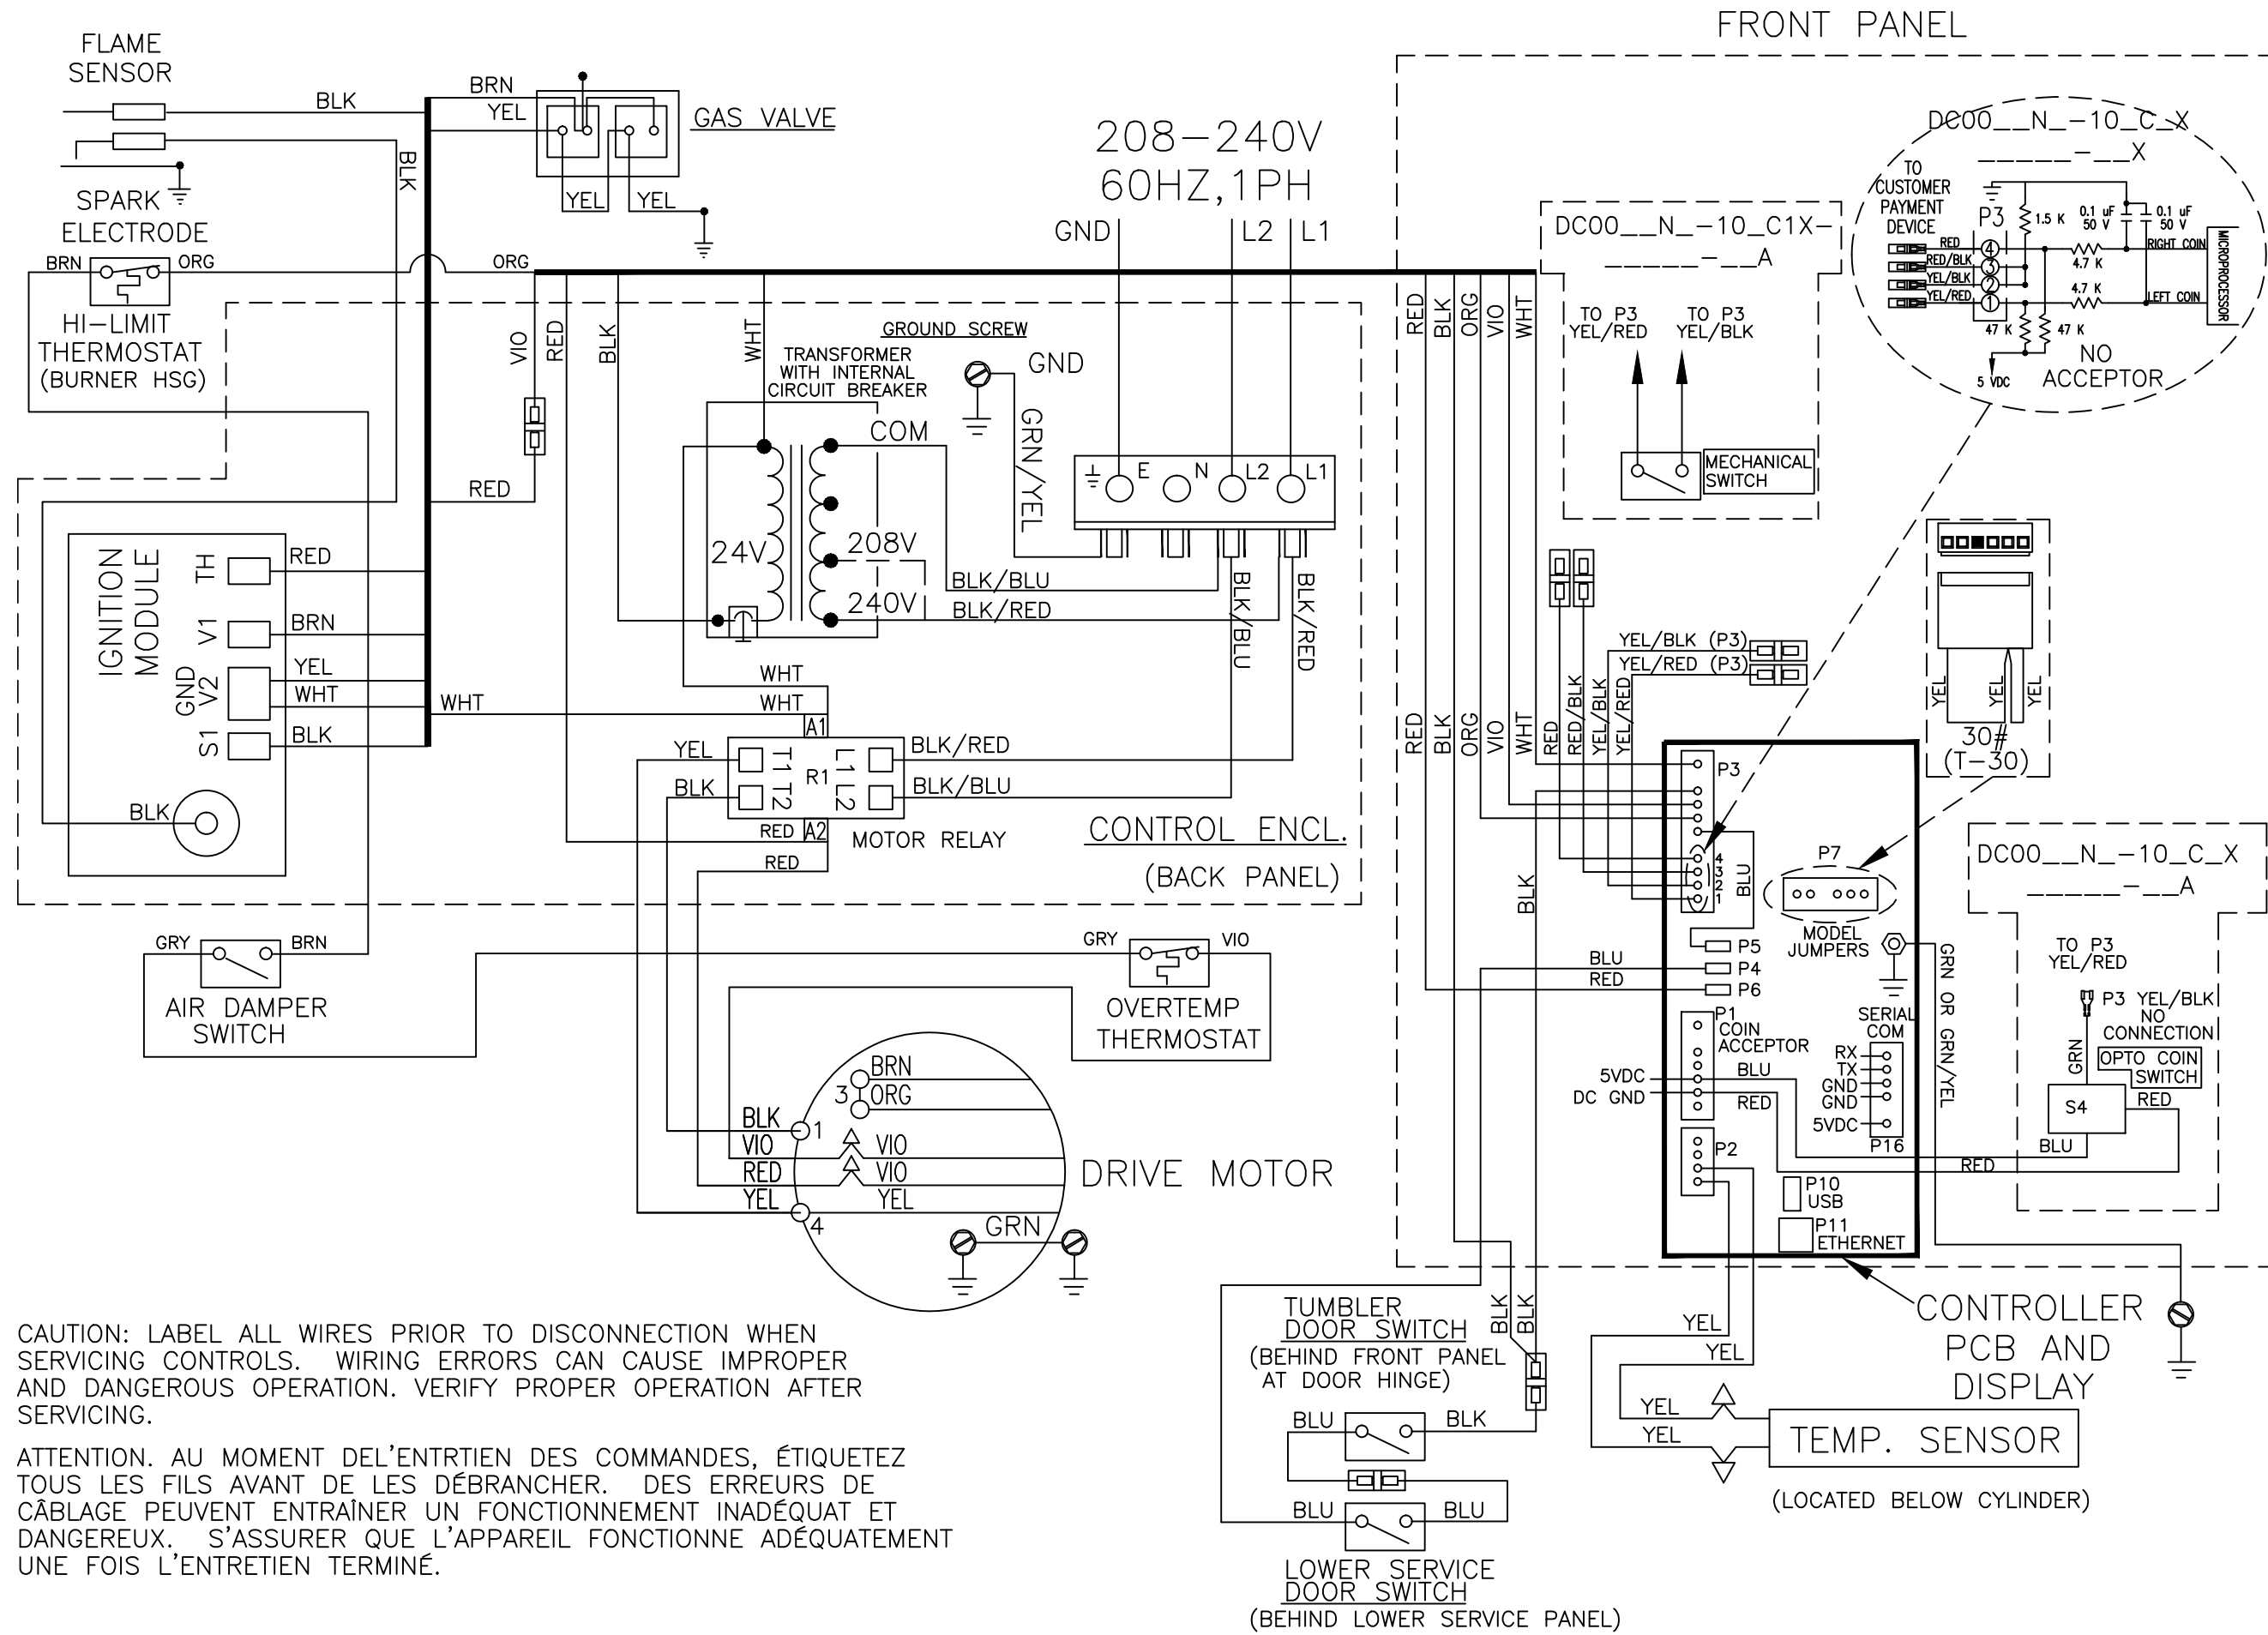 FRONT PANEL
FLAME
SENSOR
BLK
BRN
YEL
GAS VALVE
BLK
YEL
YEL
SPARK
ELECTRODE
BRN
ORG
ORG
HI-LIMIT
THERMOSTAT
(BURNER HSG)
208-240V
60HZ,1PH
GND
L2
L1
DC00__N_-10_C_X
_____-__X
TO
CUSTOMER
PAYMENT
DEVICE
P3
1.5 K
0.1 uF
50 V
0.1 uF
50 V
RED
4
RIGHT COIN
RED/BLK
3
4.7 K
YEL/BLK
2
4.7 K
YEL/RED
1
LEFT COIN
MICROPROCESSOR
47 K
47 K
5 VDC
NO
ACCEPTOR
DC00__N_-10_C1X-
_____-__A
TO P3
YEL/RED
TO P3
YEL/BLK
MECHANICAL
SWITCH
RED
BLK
ORG
VIO
WHT
VIO
RED
BLK
WHT
GROUND SCREW
TRANSFORMER
WITH INTERNAL
CIRCUIT BREAKER
GND
GRN/YEL
COM
24V
208V
240V
E
N
L2
L1
BLK/BLU
BLK/RED
BLK/BLU
BLK/RED
RED
IGNITION
MODULE
TH
RED
V1
BRN
GND
V2
YEL
WHT
S1
BLK
BLK
WHT
WHT
WHT
A1
YEL
BLK
T1
T2
R1
L1
L2
BLK/RED
BLK/BLU
RED
A2
RED
MOTOR RELAY
CONTROL ENCL.
(BACK PANEL)
RED
BLK
ORG
VIO
WHT
RED
RED/BLK
YEL/BLK
YEL/RED
YEL/BLK (P3)
YEL/RED (P3)
YEL
YEL
YEL
30#
(T-30)
P3
4
3
2
1
BLU
P7
MODEL
JUMPERS
BLK
P5
BLU
P4
RED
P6
P1
COIN
ACCEPTOR
5VDC
BLU
DC GND
RED
SERIAL
COM
RX
TX
GND
GND
5VDC
P16
P2
P10
USB
P11
ETHERNET
GRN OR GRN/YEL
DC00__N_-10_C_X
_____-__A
TO P3
YEL/RED
P3 YEL/BLK
NO
CONNECTION
GRN
OPTO COIN
SWITCH
S4
RED
BLU
RED
GRY
BRN
AIR DAMPER
SWITCH
GRY
VIO
OVERTEMP
THERMOSTAT
3
BRN
ORG
BLK
1
VIO
VIO
RED
VIO
YEL
YEL
4
GRN
DRIVE MOTOR
CONTROLLER
PCB AND
DISPLAY
TUMBLER
DOOR SWITCH
(BEHIND FRONT PANEL
AT DOOR HINGE)
BLK
BLK
BLU
BLK
BLU
BLU
LOWER SERVICE
DOOR SWITCH
(BEHIND LOWER SERVICE PANEL)
YEL
YEL
YEL
YEL
TEMP. SENSOR
(LOCATED BELOW CYLINDER)
CAUTION: LABEL ALL WIRES PRIOR TO DISCONNECTION WHEN
SERVICING CONTROLS. WIRING ERRORS CAN CAUSE IMPROPER
AND DANGEROUS OPERATION. VERIFY PROPER OPERATION AFTER
SERVICING.
ATTENTION. AU MOMENT DEL'ENTRTIEN DES COMMANDES, ÉTIQUETEZ
TOUS LES FILS AVANT DE LES DÉBRANCHER. DES ERREURS DE
CÂBLAGE PEUVENT ENTRAÎNER UN FONCTIONNEMENT INADÉQUAT ET
DANGEREUX. S'ASSURER QUE L'APPAREIL FONCTIONNE ADÉQUATEMENT
UNE FOIS L'ENTRETIEN TERMINÉ.